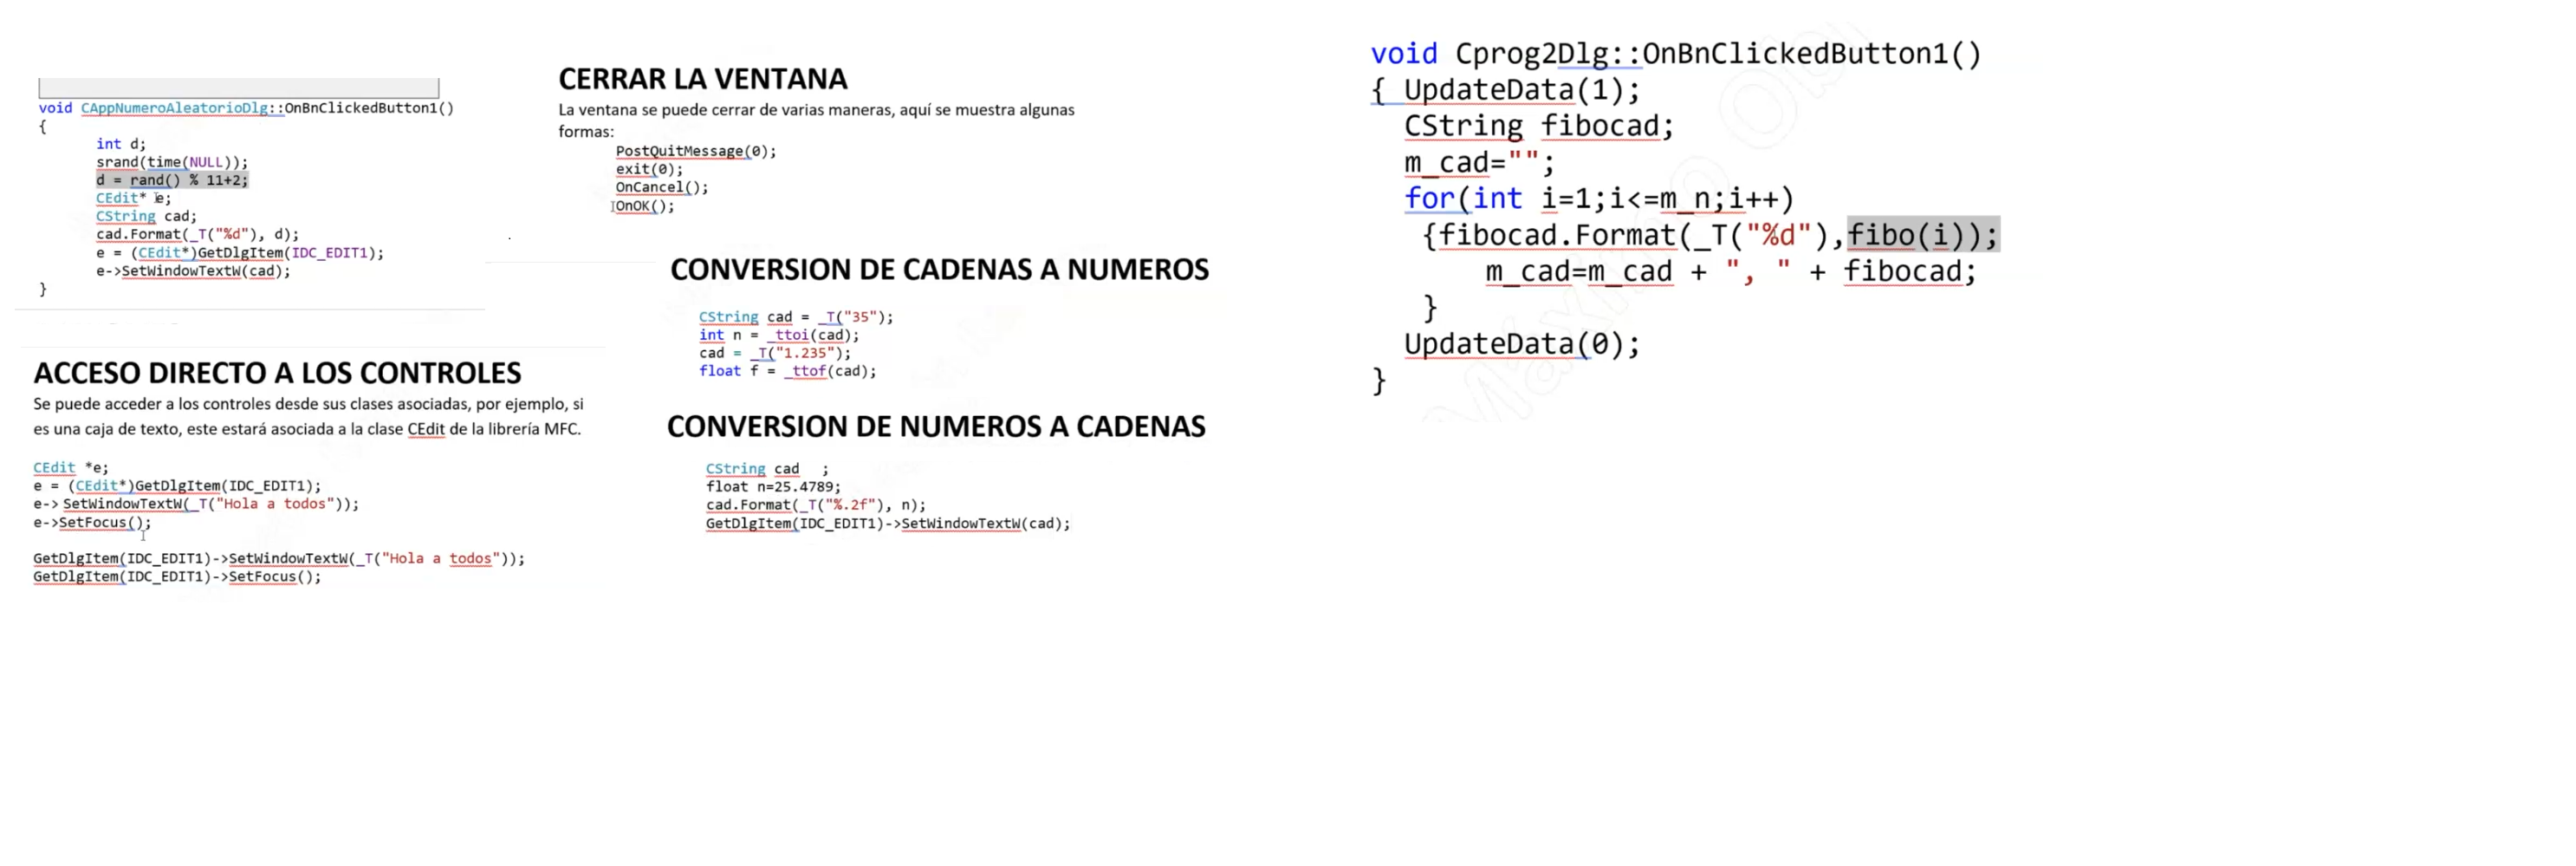 void CAppNumeroAleatorioDlg::OnBnClickedButton1()
{
int d;
srand(time(NULL));
d = rand() % 11+2;
CEdit* e;
CString cad;
cad.Format(_T("%d"), d);
e = (CEdit*)GetDlgItem(IDC_EDIT1);
e->SetWindowTextW(cad);
}
ACCESO DIRECTO A LOS CONTROLES
Se puede acceder a los controles desde sus clases asociadas, por ejemplo, si
es una caja de texto, este estará asociada a la clase CEdit de la librería MFC.
CEdit *e;
e = (CEdit*)GetDlgItem(IDC_EDIT1);
e-> SetWindowTextW(_T("Hola a todos"));
e->SetFocus();
GetDlgItem(IDC_EDIT1)->SetWindowTextW(_T("Hola a todos"));
GetDlgItem(IDC_EDIT1)->SetFocus();
CERRAR LA VENTANA
La ventana se puede cerrar de varias maneras, aquí se muestra algunas
formas:
PostQuitMessage(0);
exit(0);
OnCancel();
OnOK();
CONVERSION DE CADENAS A NUMEROS
CString cad = _T("35");
int n = _ttoi(cad);
cad = _T("1.235");
float f = _ttof(cad);
CONVERSION DE NUMEROS A CADENAS
CString cad ;
float n=25.4789;
cad.Format(_T("%.2f"), n);
GetDlgItem(IDC_EDIT1)->SetWindowTextW(cad);
void Cprog2Dlg::OnBnClickedButton1()
{ UpdateData(1);
CString fibocad;
m_cad="";
for(int i=1;i<=m_n;i++)
{fibocad.Format(_T("%d"),fibo(i));
m_cad=m_cad + ", " + fibocad;
}
UpdateData(0);
}